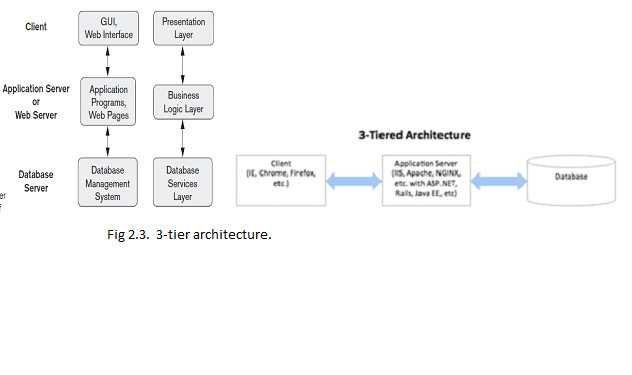 Client
GUI,
Web Interface
Presentation
Layer
Application Server
or
Web Server
Application
Programs,
Web Pages
Business
Logic Layer
Database
Server
Database
Management
System
Database
Services
Layer
er
f
Fig 2.3. 3-tier architecture.
3-Tiered Architecture
Client
(IE, Chrome, Firefox,
etc.)
Application Server
(IIS, Apache, NGINX,
etc. with ASP.NET,
Rails, Java EE, etc)
Database